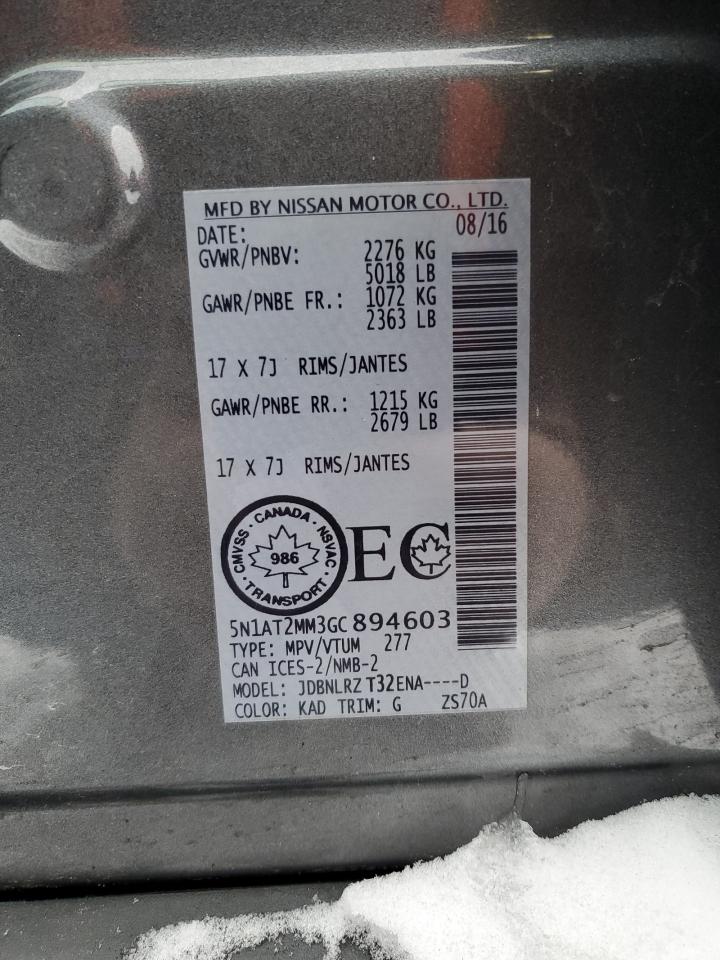 MFD BY NISSAN MOTOR CO., LTD.
DATE: 08/16
GVWR/PNBV: 2276 KG
5018 LB
GAWR/PNBE FR.: 1072 KG
2363 LB
17 X 7J RIMS/JANTES
GAWR/PNBE RR.: 1215 KG
2679 LB
17 X 7J RIMS/JANTES
CMVSS · CANADA · NSVAC
986
· TRANSPORT ·
EC
5N1AT2MM3GC894603
TYPE: MPV/VTUM 277
CAN ICES-2/NMB-2
MODEL: JDBNLRZ T32ENA----D
COLOR: KAD TRIM: G ZS70A